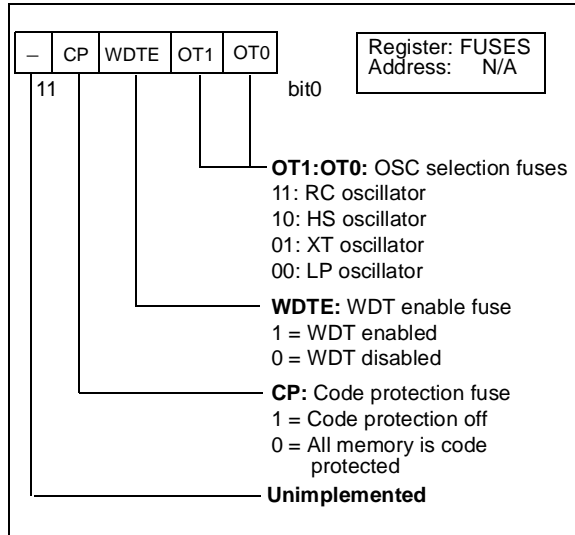 – CP WDTE OT1 OT0
11 bit0
Register: FUSES
Address: N/A
OT1:OT0: OSC selection fuses
11: RC oscillator
10: HS oscillator
01: XT oscillator
00: LP oscillator
WDTE: WDT enable fuse
1 = WDT enabled
0 = WDT disabled
CP: Code protection fuse
1 = Code protection off
0 = All memory is code
protected
Unimplemented